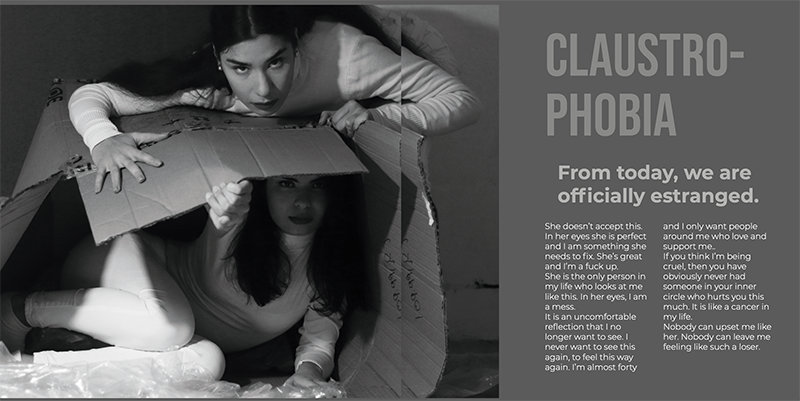 CLAUSTRO-
PHOBIA
From today, we are
officially estranged.
She doesn't accept this.
In her eyes she is perfect
and I am something she
needs to fix. She's great
and I'm a fuck up.
She is the only person in
my life who looks at me
like this. In her eyes, I am
a mess.
It is an uncomfortable
reflection that I no
longer want to see. I
never want to see this
again, to feel this way
again. I'm almost forty
and I only want people
around me who love and
support me..
If you think I'm being
cruel, then you have
obviously never had
someone in your inner
circle who hurts you this
much. It is like a cancer in
my life.
Nobody can upset me like
her. Nobody can leave me
feeling like such a loser.